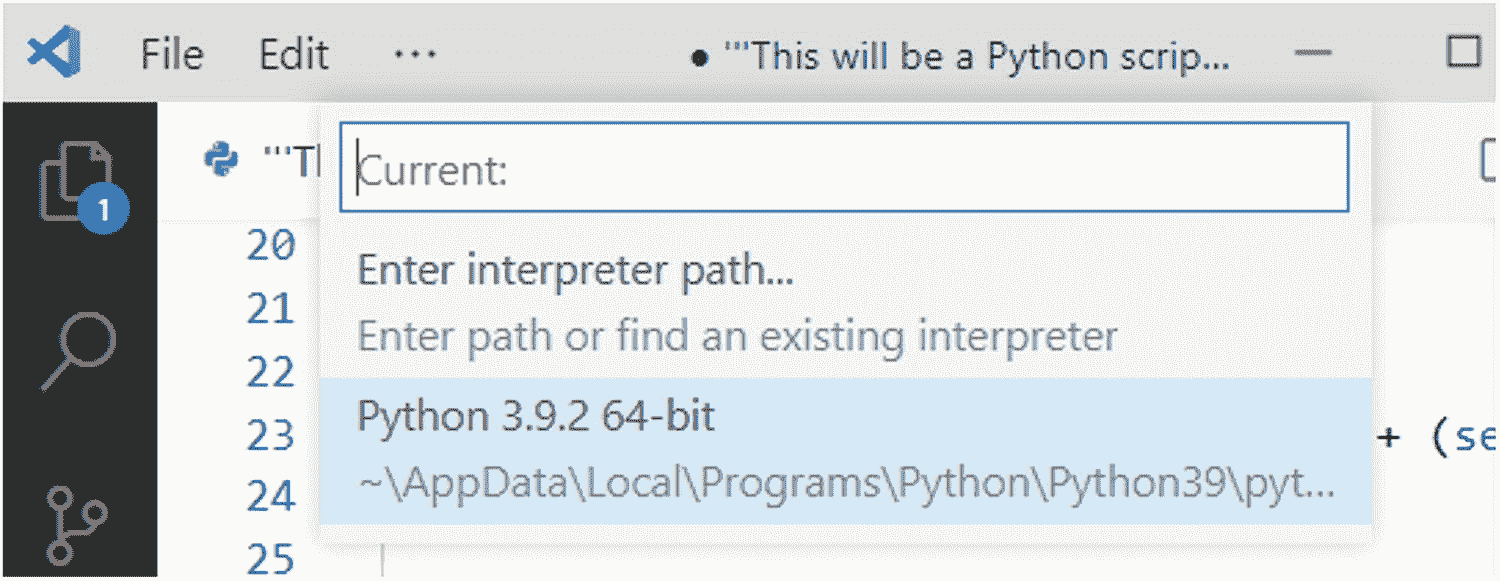 File Edit ... ● '''This will be a Python scrip...
'''T
Current:
20
Enter interpreter path...
21
Enter path or find an existing interpreter
22
Python 3.9.2 64-bit
23
+ (se
~\AppData\Local\Programs\Python\Python39\pyt...
24
25
1